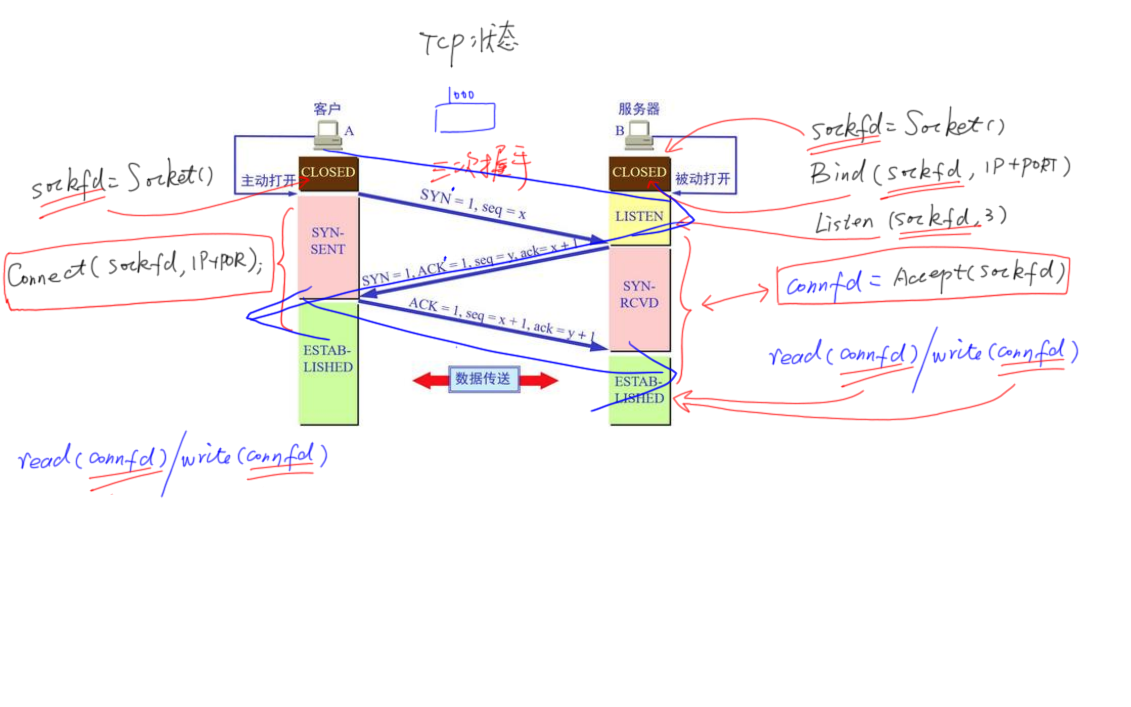 TCP状态
1000
客户
A
服务器
B
三次握手
主动打开
被动打开
CLOSED
CLOSED
sockfd = Socket()
sockfd = Socket()
Bind(sockfd, IP+PORT)
Listen(sockfd,3)
SYN = 1, seq = x
LISTEN
SYN-
SENT
Connect(sockfd,IP+POR);
SYN = 1, ACK = 1, seq = y, ack= x + 1
SYN-
RCVD
connfd = Accept(sockfd)
ACK = 1, seq = x + 1, ack = y + 1
ESTAB-
LISHED
数据传送
ESTAB-
LISHED
read(connfd)/write(connfd)
read(connfd)/write(connfd)